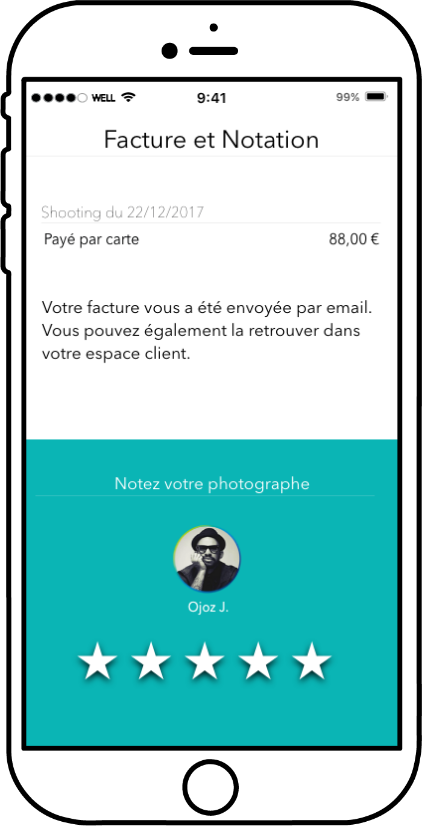 WELL 9:41 99%
Facture et Notation
Shooting du 22/12/2017
Payé par carte 88,00 €
Votre facture vous a été envoyée par email.
Vous pouvez également la retrouver dans
votre espace client.
Notez votre photographe
Ojoz J.